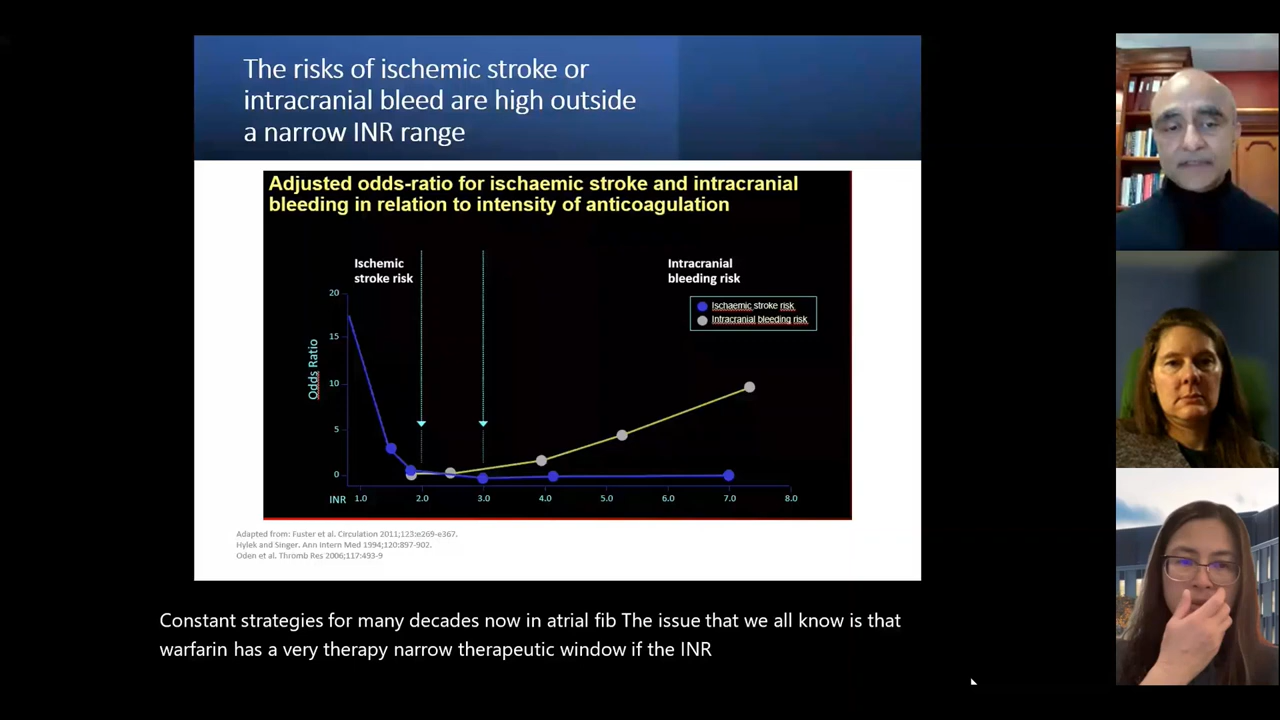 The risks of ischemic stroke or
intracranial bleed are high outside
a narrow INR range
Adjusted odds-ratio for ischaemic stroke and intracranial
bleeding in relation to intensity of anticoagulation
Ischemic
stroke risk
Intracranial
bleeding risk
Ischaemic stroke risk
Intracranial bleeding risk
Odds Ratio
20
15
10
5
0
INR 1.0 2.0 3.0 4.0 5.0 6.0 7.0 8.0
Adapted from: Fuster et al. Circulation 2011;123:e269-e367.
Hylek and Singer. Ann Intern Med 1994;120:897-902.
Oden et al. Thromb Res 2006;117:493-9
Constant strategies for many decades now in atrial fib The issue that we all know is that
warfarin has a very therapy narrow therapeutic window if the INR